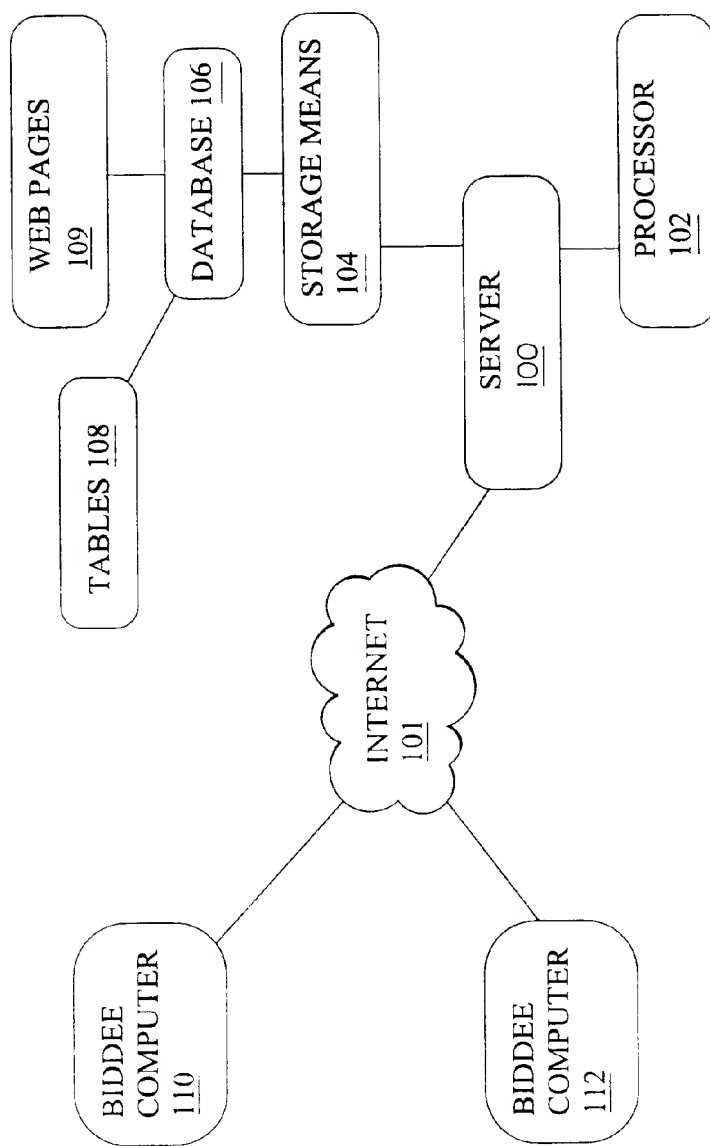 BIDDEE
COMPUTER
110
BIDDEE
COMPUTER
112
INTERNET
101
TABLES 108
WEB PAGES
109
DATABASE 106
STORAGE MEANS
104
SERVER
100
PROCESSOR
102